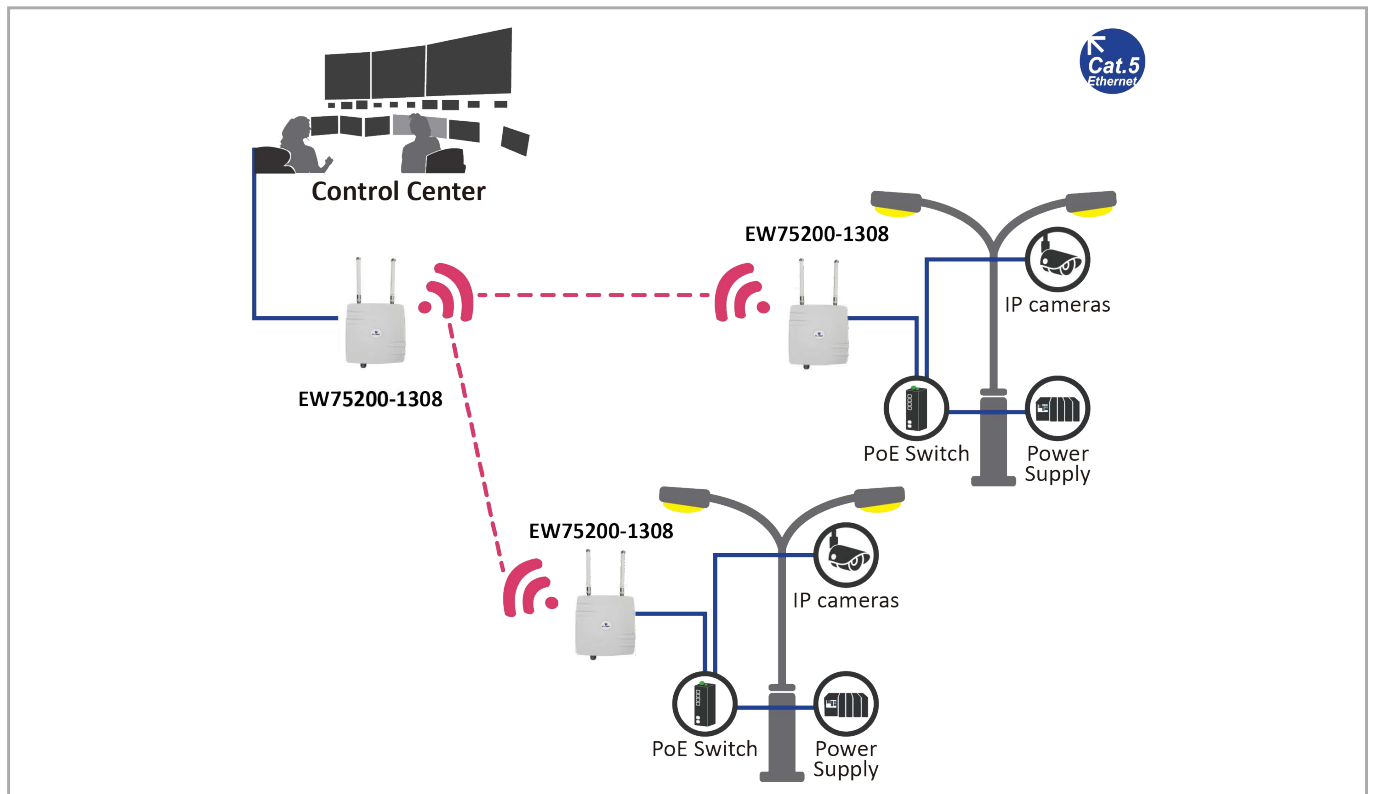 Cat.5
Ethernet
Control Center
EW75200-1308
IP cameras
EW75200-1308
PoE Switch
Power
Supply
EW75200-1308
IP cameras
PoE Switch
Power
Supply